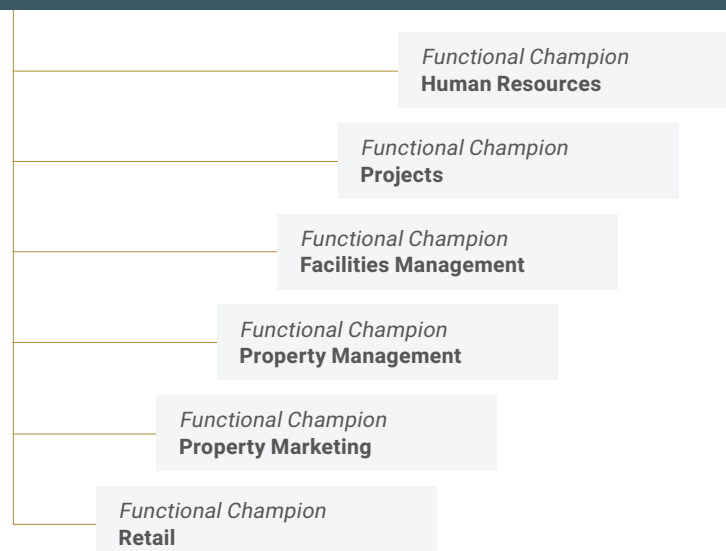 Functional Champion
Human Resources
Functional Champion
Projects
Functional Champion
Facilities Management
Functional Champion
Property Management
Functional Champion
Property Marketing
Functional Champion
Retail